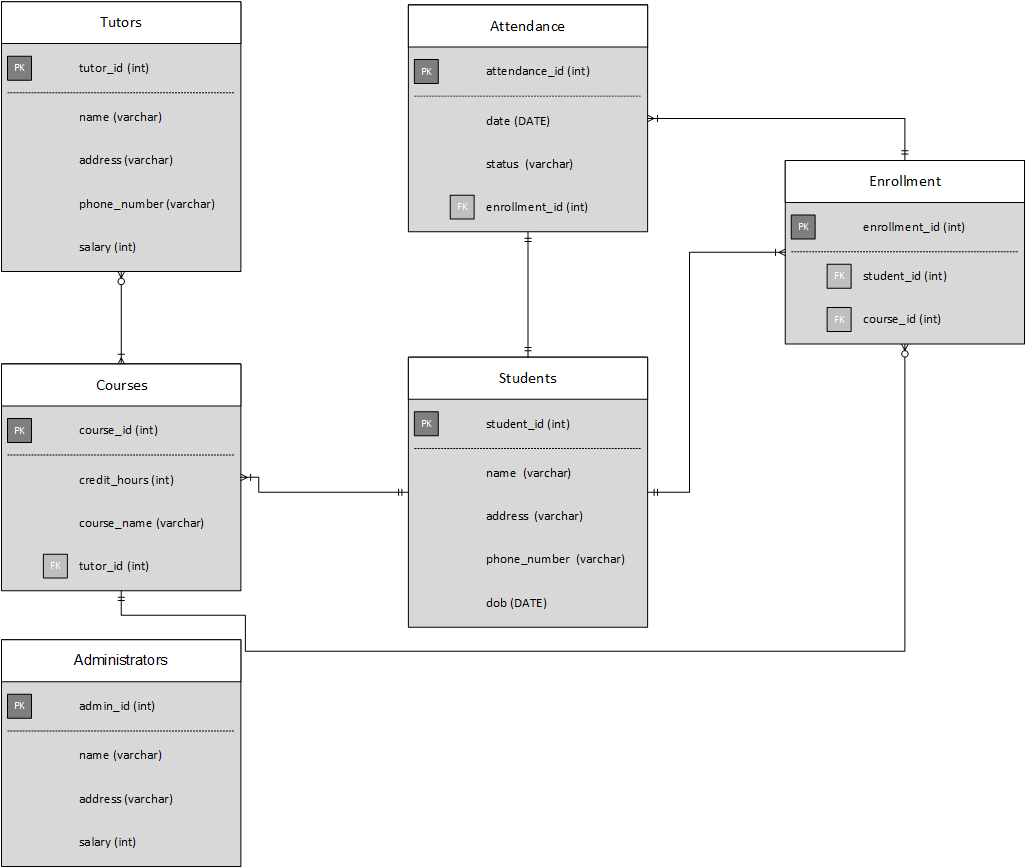 Tutors
PK tutor_id (int)
name (varchar)
address (varchar)
phone_number (varchar)
salary (int)
Attendance
PK attendance_id (int)
date (DATE)
status (varchar)
FK enrollment_id (int)
Enrollment
PK enrollment_id (int)
FK student_id (int)
FK course_id (int)
Courses
PK course_id (int)
credit_hours (int)
course_name (varchar)
FK tutor_id (int)
Students
PK student_id (int)
name (varchar)
address (varchar)
phone_number (varchar)
dob (DATE)
Administrators
PK admin_id (int)
name (varchar)
address (varchar)
salary (int)